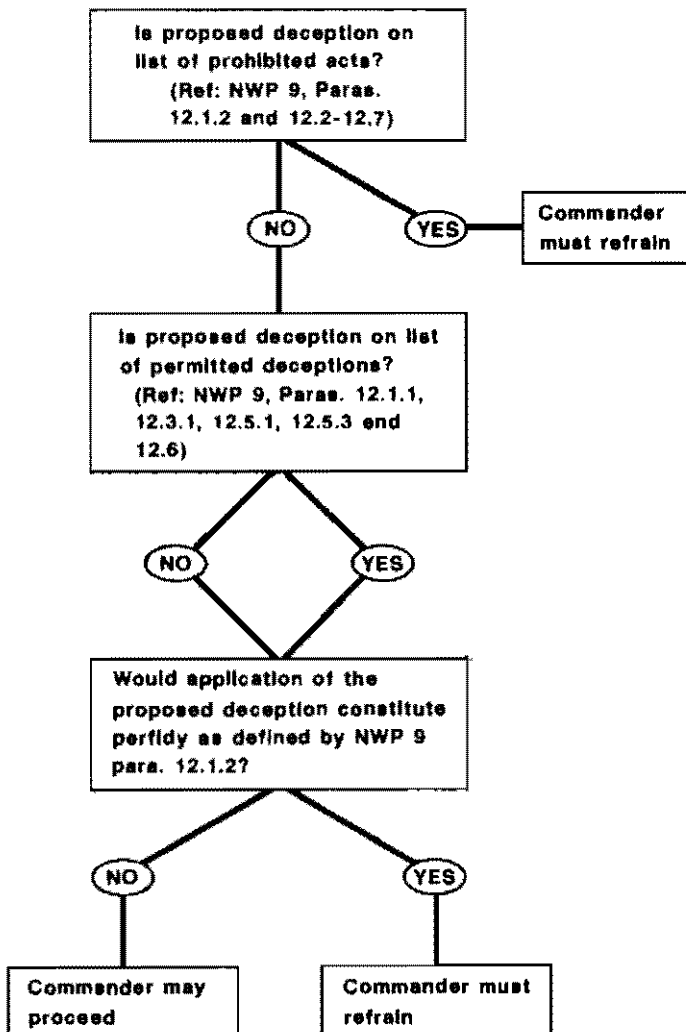 Is proposed deception on
list of prohibited acts?
(Ref: NWP 9, Paras.
12.1.2 and 12.2-12.7)
NO
YES
Commander
must refrain
Is proposed deception on list
of permitted deceptions?
(Ref: NWP 9, Paras. 12.1.1,
12.3.1, 12.5.1, 12.5.3 end
12.6)
NO
YES
Would application of the
proposed deception constitute
perfidy as defined by NWP 9
para. 12.1.2?
NO
YES
Commander may
proceed
Commander must
refrain